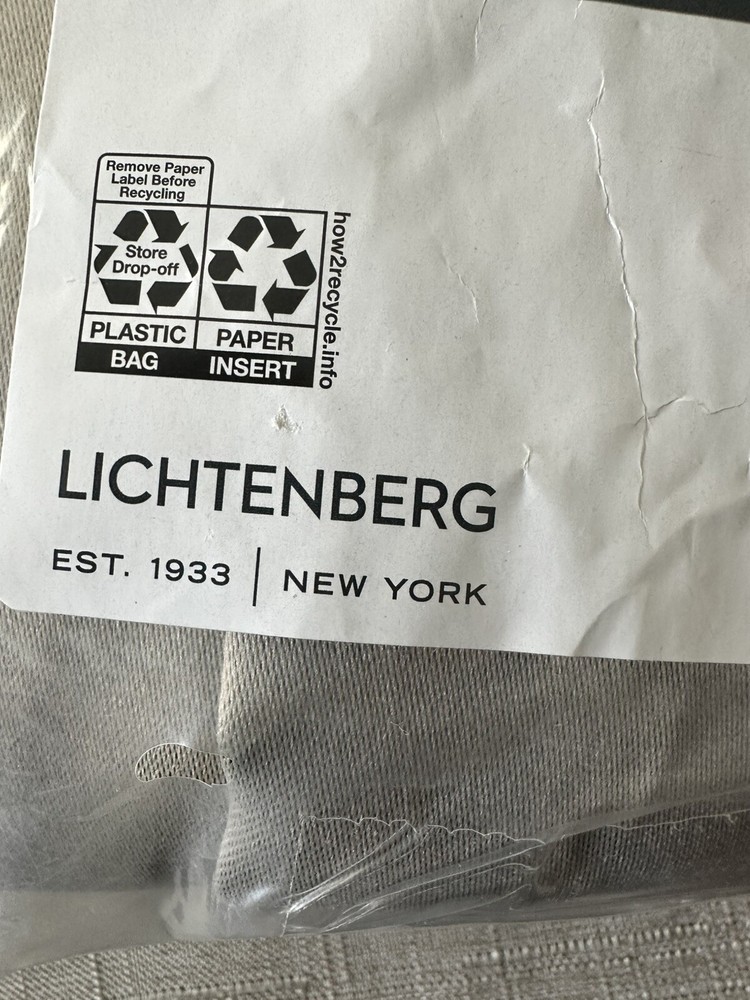 Remove Paper
Label Before
Recycling
Store
Drop-off
PLASTIC
BAG
PAPER
INSERT
how2recycle.info
LICHTENBERG
EST. 1933 | NEW YORK